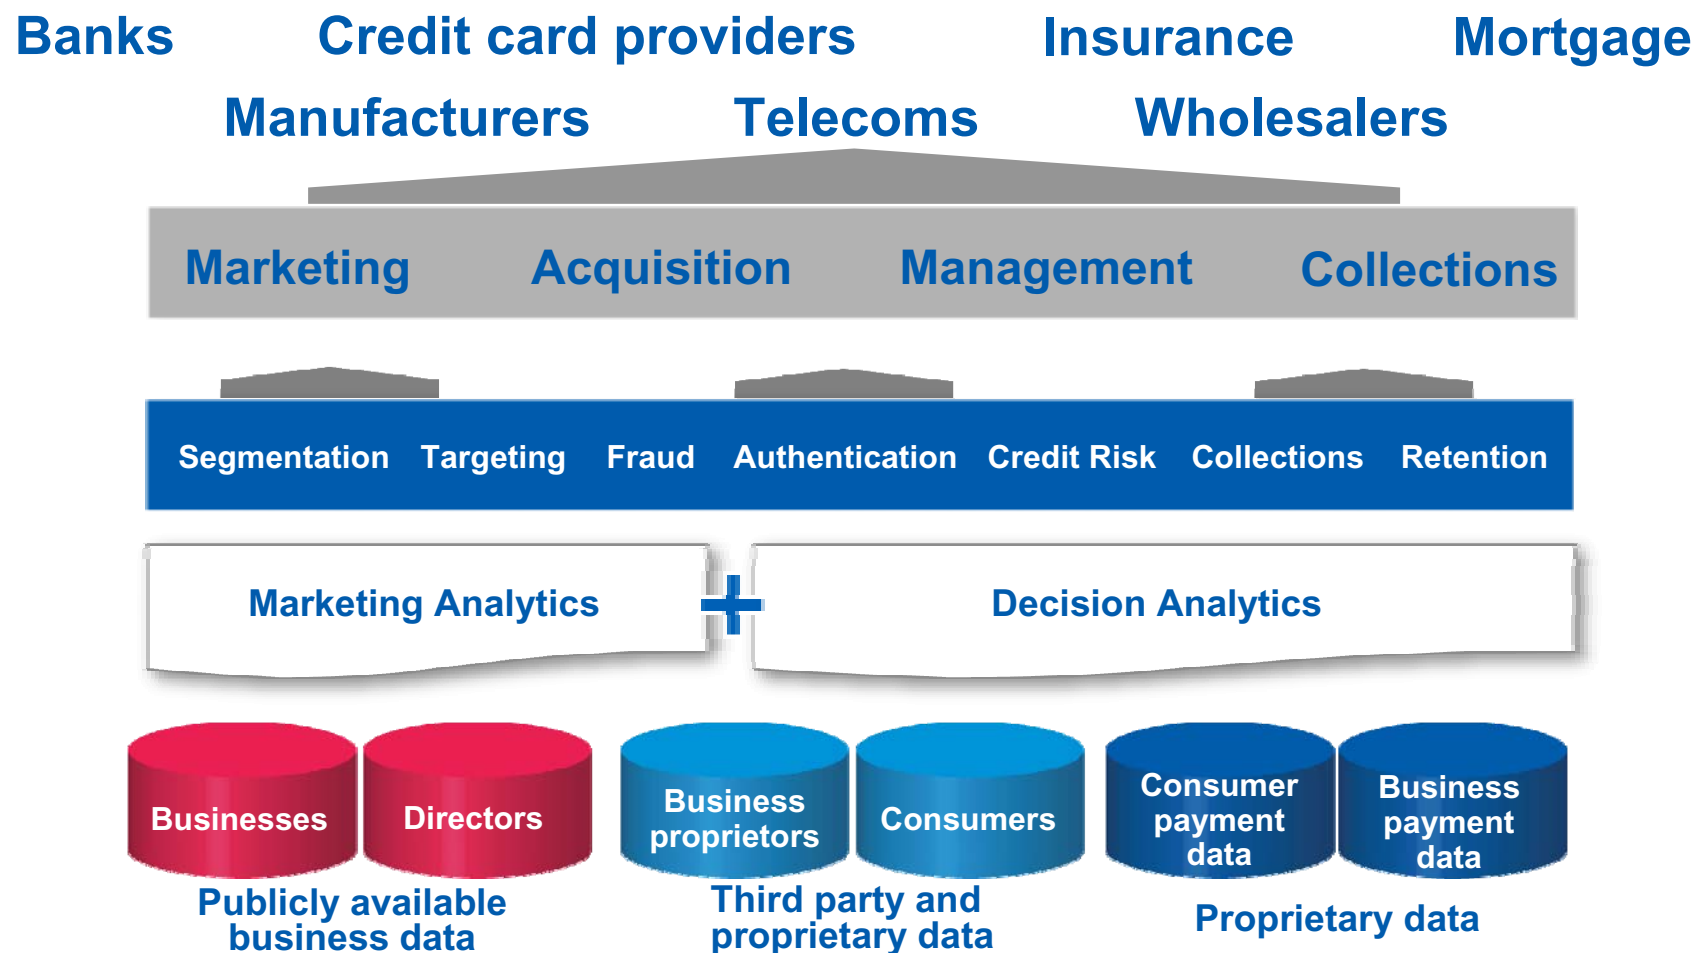 Banks Credit card providers Insurance Mortgage
Manufacturers Telecoms Wholesalers
Marketing Acquisition Management Collections
Segmentation Targeting Fraud Authentication Credit Risk Collections Retention
Marketing Analytics + Decision Analytics
Businesses
Directors
Business
proprietors
Consumers
Consumer
payment
data
Business
payment
data
Publicly available
business data
Third party and
proprietary data
Proprietary data